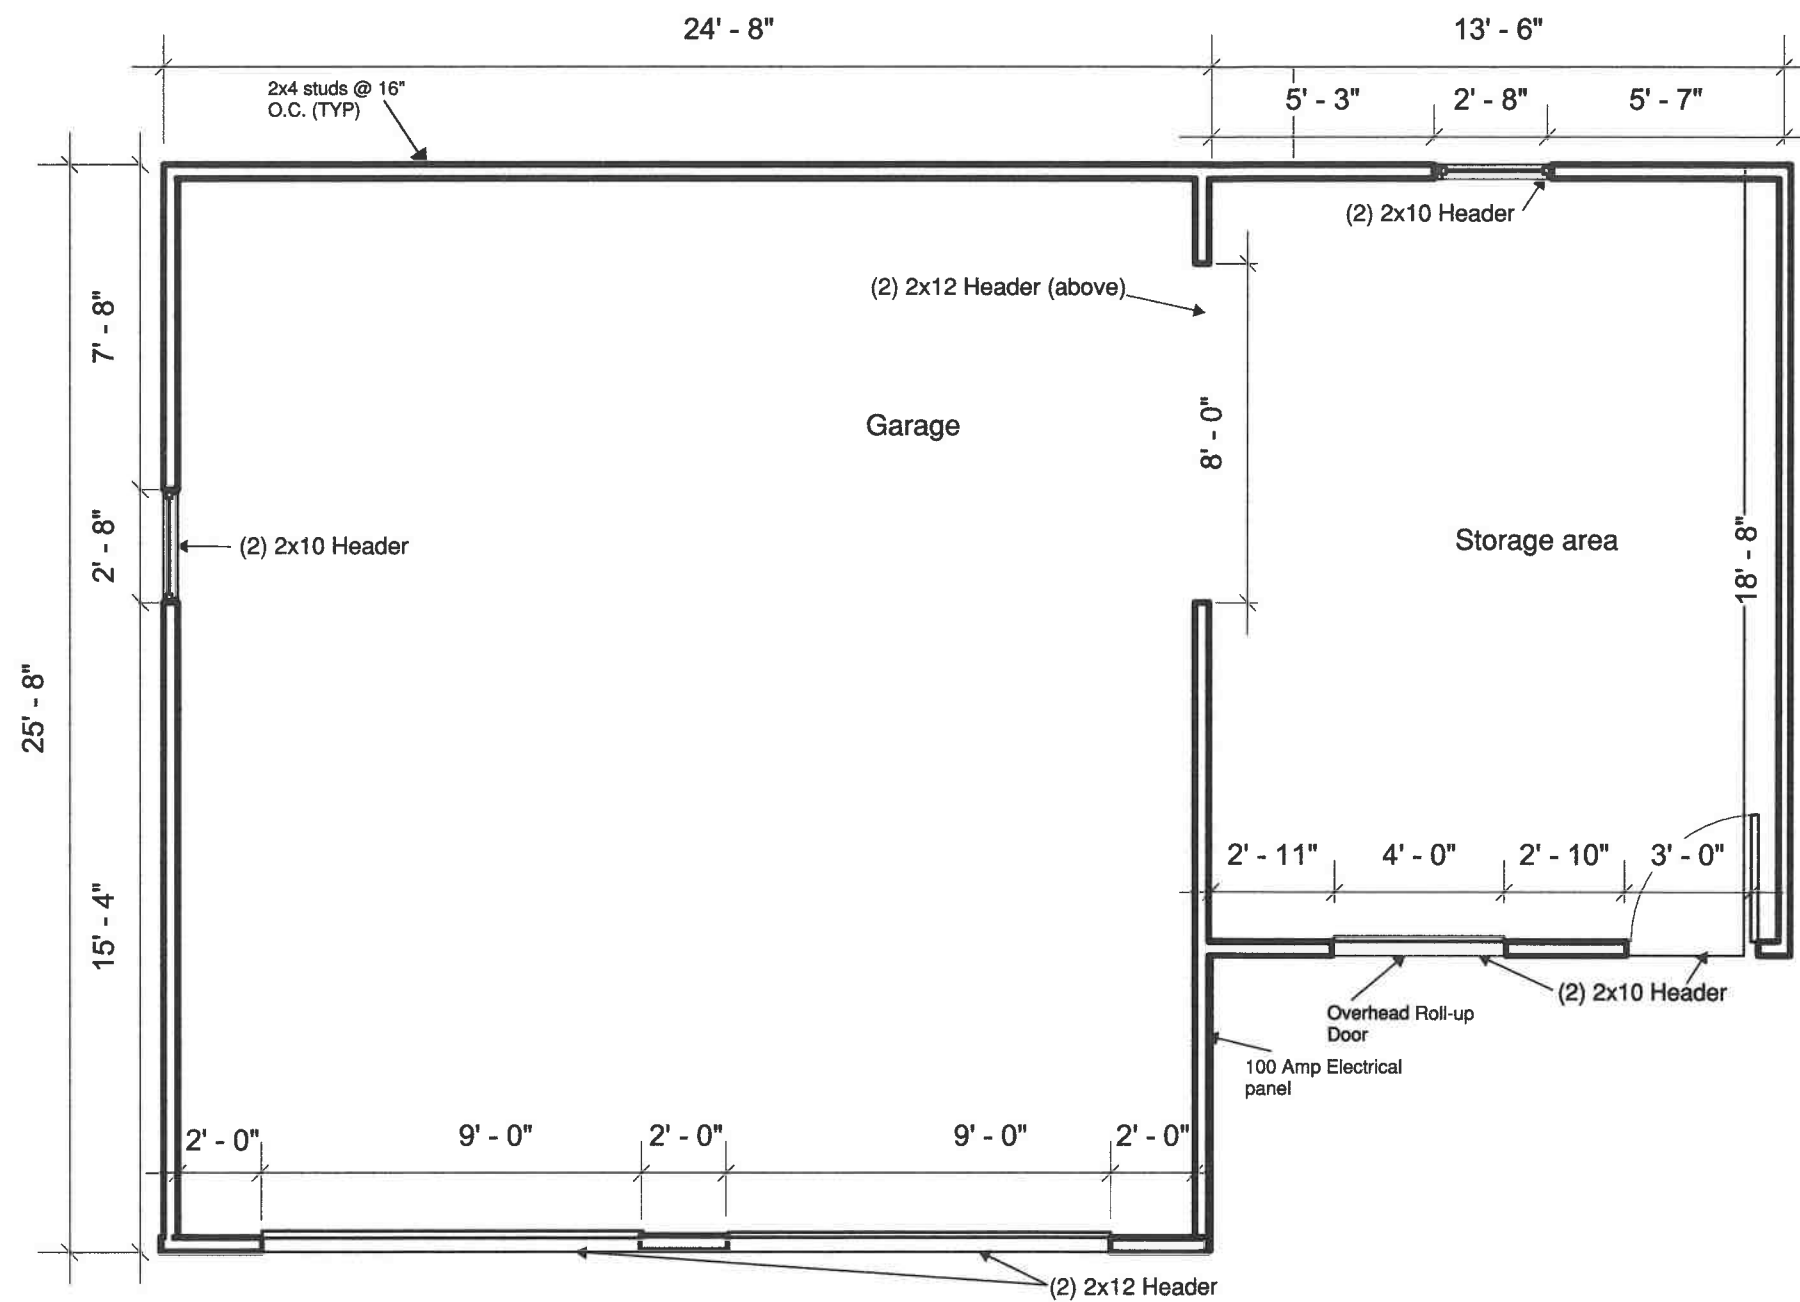 24' - 8"
13' - 6"
2x4 studs @ 16"
O.C. (TYP)
5' - 3"
2' - 8"
5' - 7"
(2) 2x10 Header
(2) 2x12 Header (above)
7' - 8"
8' - 0"
Garage
2' - 8"
(2) 2x10 Header
Storage area
18' - 8"
25' - 8"
15' - 4"
2' - 11"
4' - 0"
2' - 10"
3' - 0"
(2) 2x10 Header
Overhead Roll-up
Door
100 Amp Electrical
panel
2' - 0"
9' - 0"
2' - 0"
9' - 0"
2' - 0"
(2) 2x12 Header